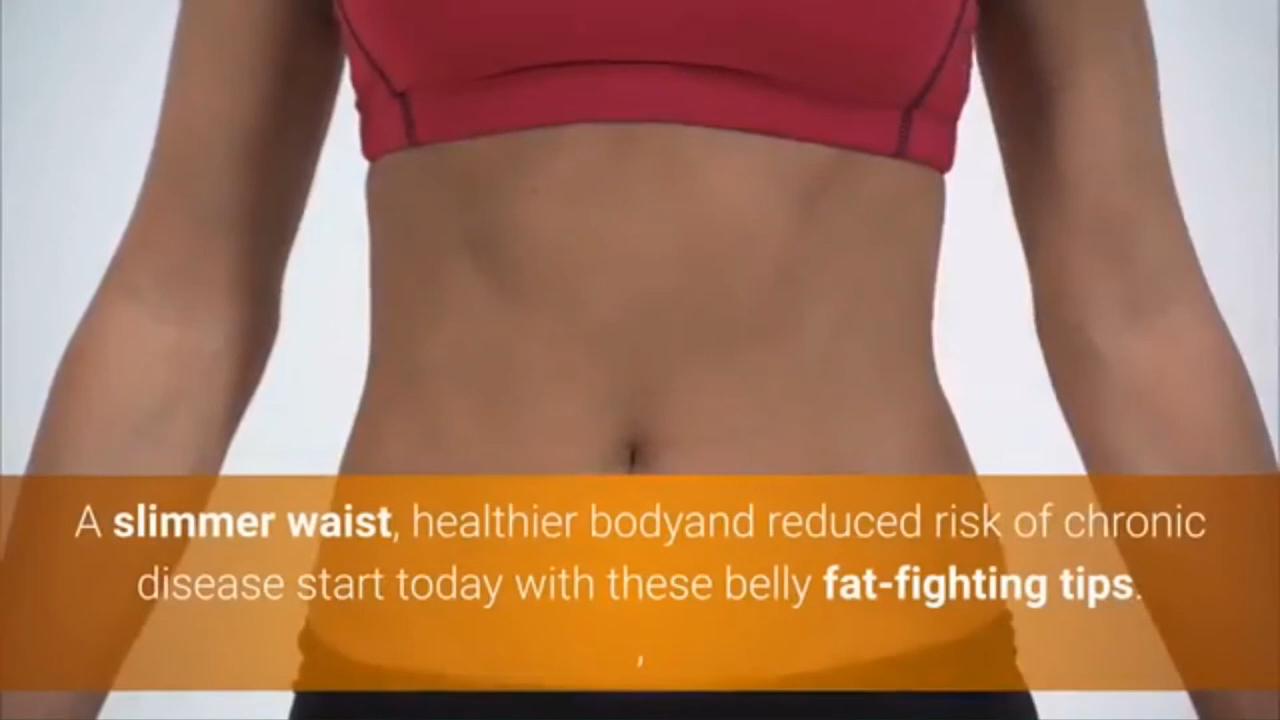 A slimmer waist, healthier bodyand reduced risk of chronic
disease start today with these belly fat-fighting tips.
,